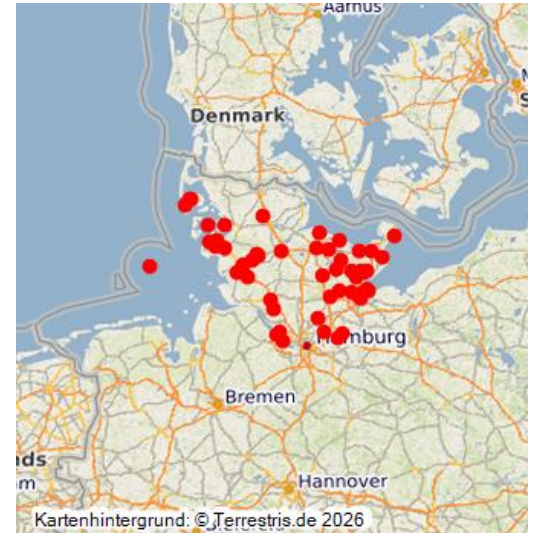 Aarhus
Denmark
Hamburg
Bremen
Hannover
Kartenhintergrund: © Terrestris.de 2026